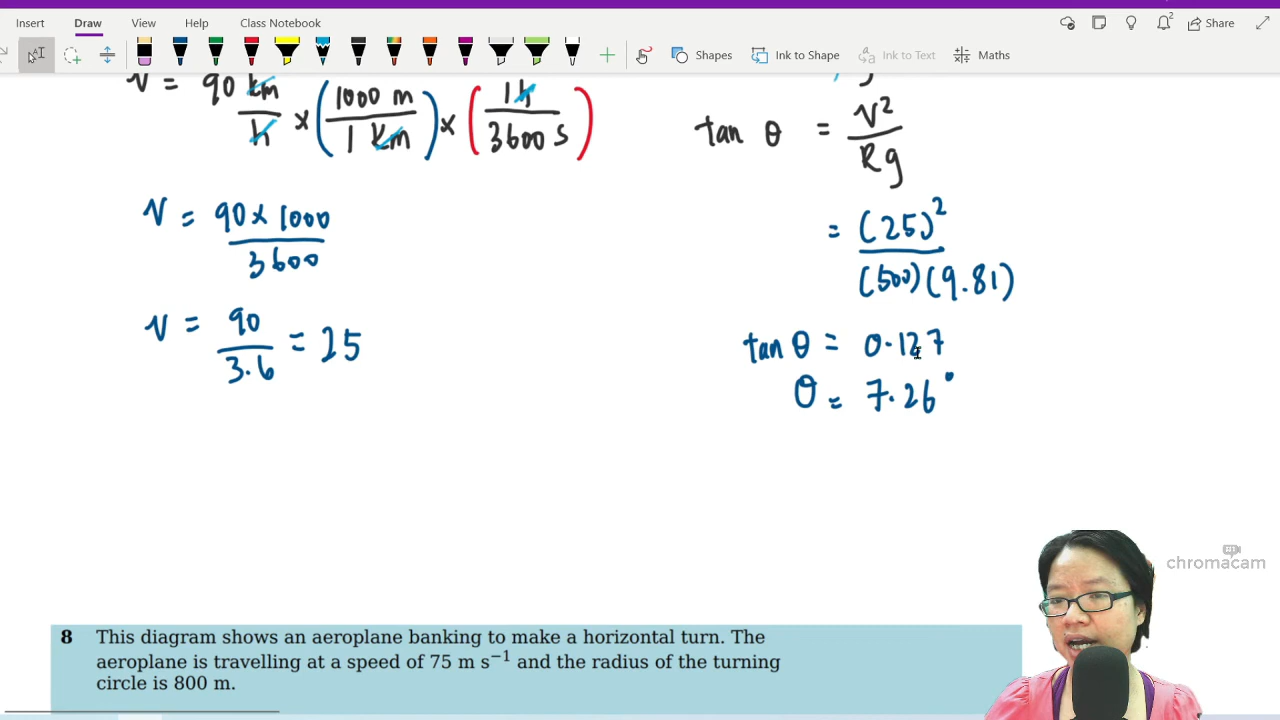 Insert Draw View Help Class Notebook 2 Share
Shapes Ink to Shape Ink to Text Maths
v = 90 km/h × (1000 m / 1 km) × (1h / 3600 s)
v = 90 × 1000 / 3600
v = 90 / 3.6 = 25
tan θ = v² / Rg
= (25)² / (500)(9.81)
tan θ = 0.127
θ = 7.26°
chromacam
8 This diagram shows an aeroplane banking to make a horizontal turn. The
aeroplane is travelling at a speed of 75 m s⁻¹ and the radius of the turning
circle is 800 m.